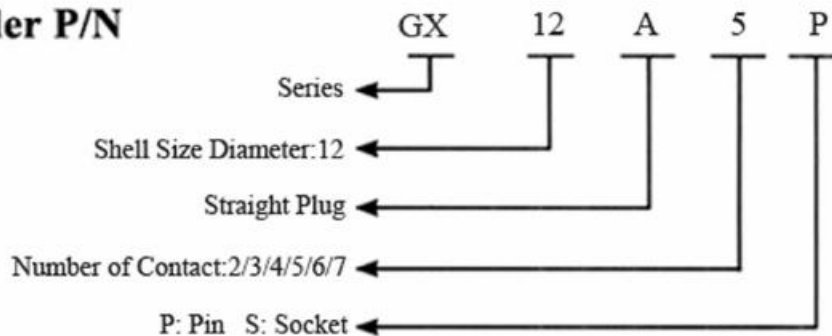 P/N
GX 12 A 5 P
Series
Shell Size Diameter:12
Straight Plug
Number of Contact:2/3/4/5/6/7
P: Pin S: Socket